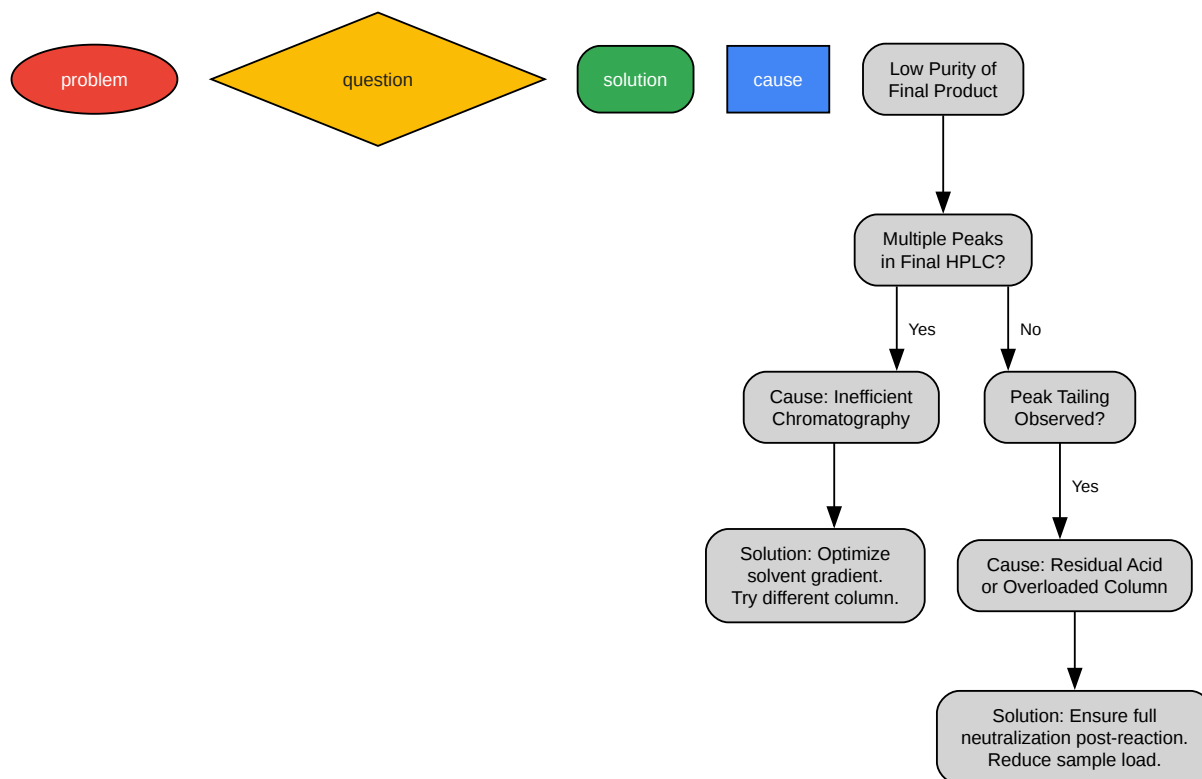 problem
question
solution
cause
Low Purity of
Final Product
Multiple Peaks
in Final HPLC?
Yes
No
Cause: Inefficient
Chromatography
Peak Tailing
Observed?
Yes
Solution: Optimize
solvent gradient.
Try different column.
Cause: Residual Acid
or Overloaded Column
Solution: Ensure full
neutralization post-reaction.
Reduce sample load.